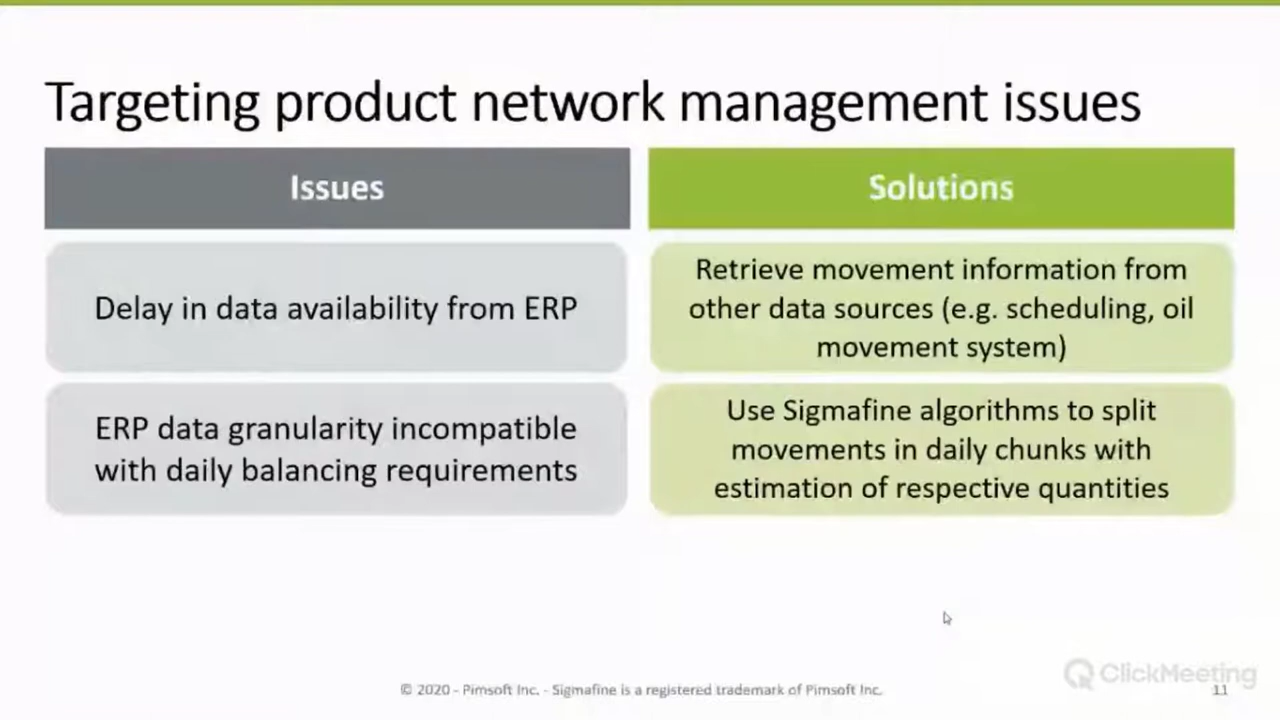 Targeting product network management issues
Issues
Solutions
Delay in data availability from ERP
Retrieve movement information from
other data sources (e.g. scheduling, oil
movement system)
ERP data granularity incompatible
with daily balancing requirements
Use Sigmafine algorithms to split
movements in daily chunks with
estimation of respective quantities
ClickMeeting
© 2020 - Pimsoft Inc. - Sigmafine is a registered trademark of Pimsoft Inc.
11